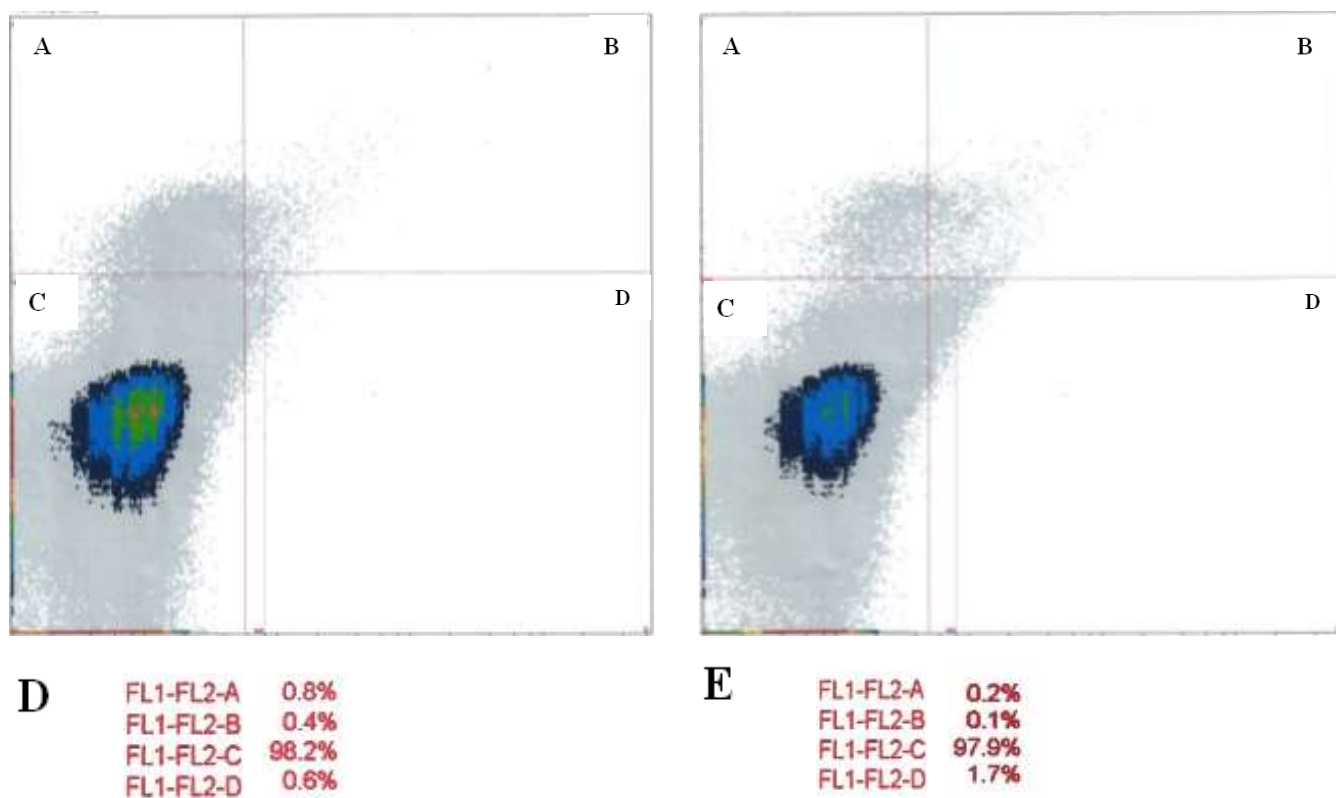 A B
C D
A B
C D
D
FL1-FL2-A 0.8%
FL1-FL2-B 0.4%
FL1-FL2-C 98.2%
FL1-FL2-D 0.6%
E
FL1-FL2-A 0.2%
FL1-FL2-B 0.1%
FL1-FL2-C 97.9%
FL1-FL2-D 1.7%